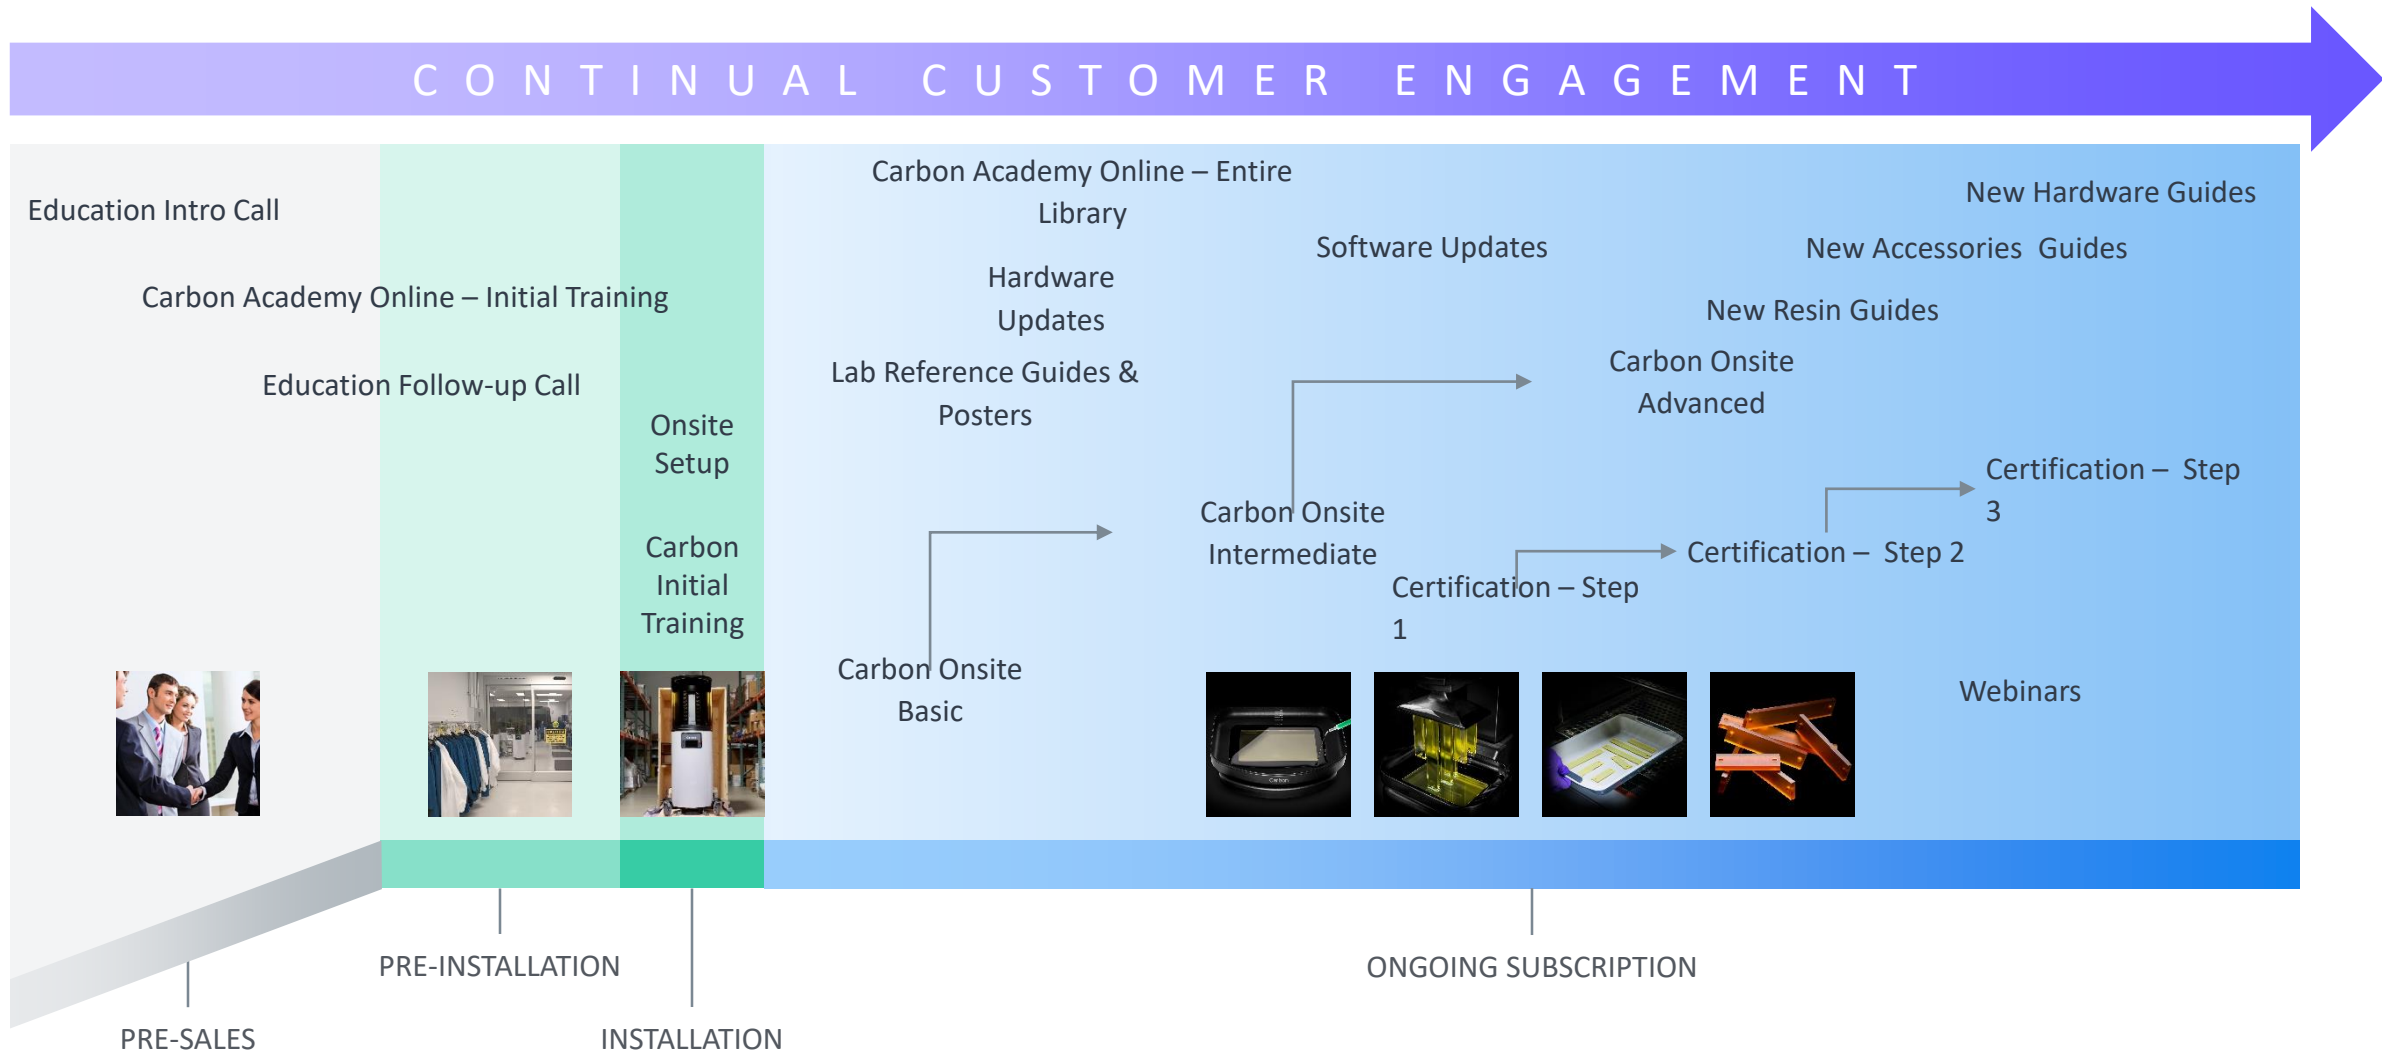 CONTINUAL CUSTOMER ENGAGEMENT
Education Intro Call
Carbon Academy Online – Initial Training
Education Follow-up Call
Onsite
Setup
Carbon
Initial
Training
Carbon Academy Online – Entire
Library
Hardware
Updates
Lab Reference Guides &
Posters
Carbon Onsite
Basic
Software Updates
Carbon Onsite
Intermediate
Certification – Step
1
New Hardware Guides
New Accessories  Guides
New Resin Guides
Carbon Onsite
Advanced
Certification –  Step
3
Certification –  Step 2
Webinars
Carbon
PRE-SALES
PRE-INSTALLATION
INSTALLATION
ONGOING SUBSCRIPTION